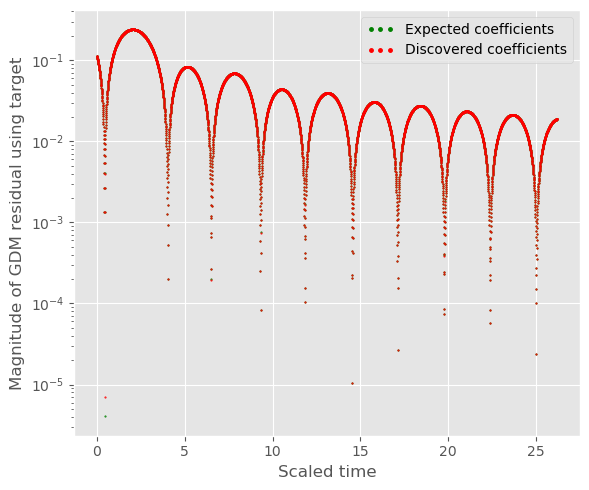 Expected coefficients
Discovered coefficients
Magnitude of GDM residual using target
10⁻¹
10⁻²
10⁻³
10⁻⁴
10⁻⁵
0 5 10 15 20 25
Scaled time